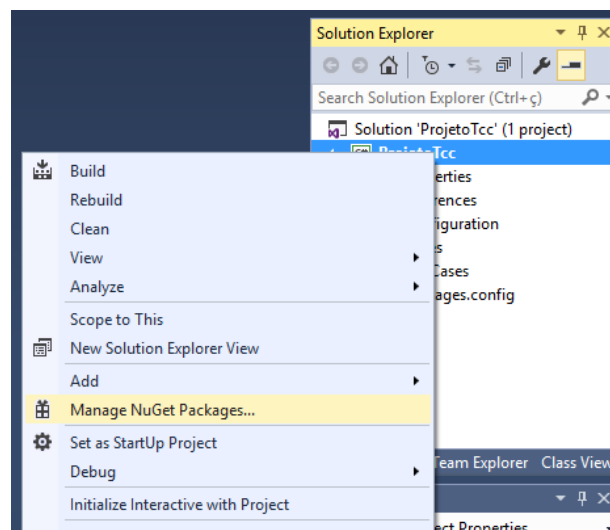 Solution Explorer
Search Solution Explorer (Ctrl+ç)
Solution 'ProjetoTcc' (1 project)
ProjetoTcc
erties
rences
iguration
s
Cases
ages.config
Build
Rebuild
Clean
View
Analyze
Scope to This
New Solution Explorer View
Add
Manage NuGet Packages...
Set as StartUp Project
Debug
Initialize Interactive with Project
Team Explorer Class View
ect Properties